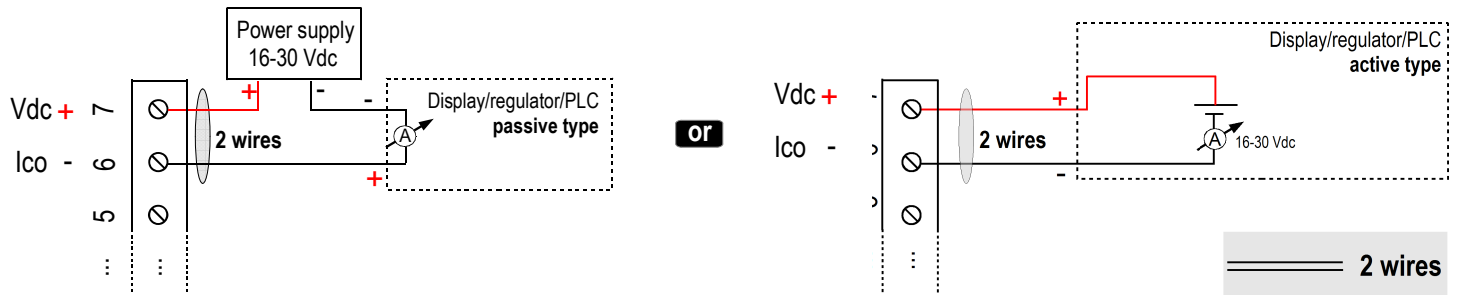 Power supply
16-30 Vdc
+
-
Vdc +
7
2 wires
-
Display/regulator/PLC
passive type
A
Ico -
6
+
5
...
...
or
Display/regulator/PLC
active type
Vdc +
+
2 wires
A
16-30 Vdc
Ico -
-
...
2 wires